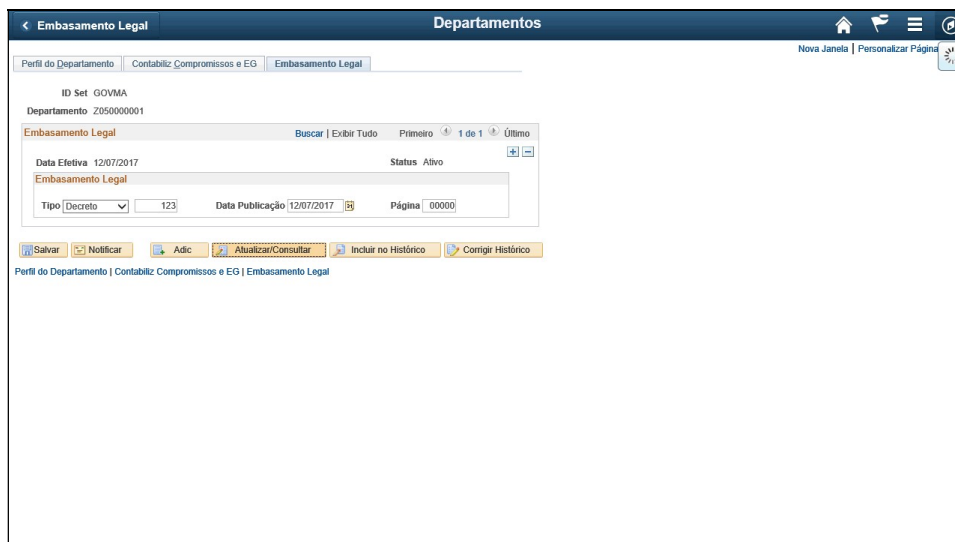 Embasamento Legal
Departamentos
Nova Janela | Personalizar Página
Perfil do Departamento
Contabiliz Compromissos e EG
Embasamento Legal
ID Set GOVMA
Departamento Z050000001
Embasamento Legal Buscar | Exibir Tudo Primeiro 1 de 1 Último
Data Efetiva 12/07/2017 Status Ativo
Embasamento Legal
Tipo Decreto 123 Data Publicação 12/07/2017 31 Página 00000
Salvar Notificar Adic Atualizar/Consultar Incluir no Histórico Corrigir Histórico
Perfil do Departamento | Contabiliz Compromissos e EG | Embasamento Legal